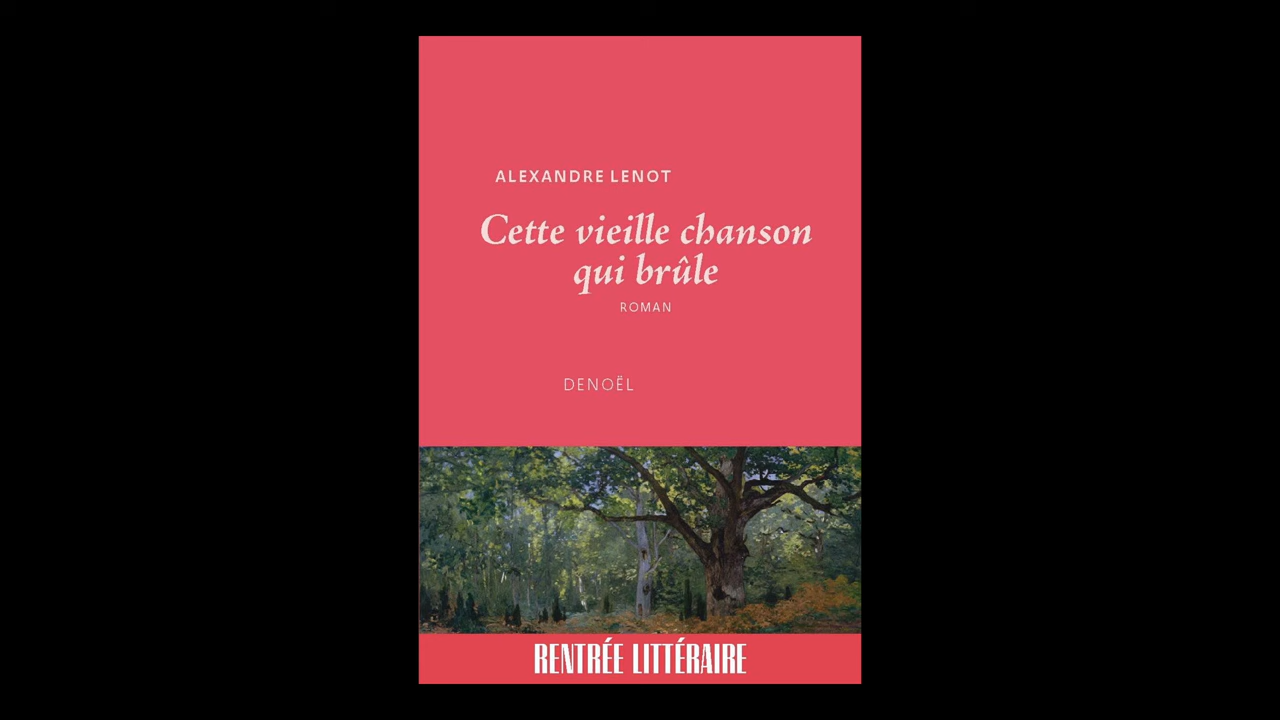 ALEXANDRE LENOT
Cette vieille chanson
qui brûle
ROMAN
DENOËL
RENTRÉE LITTÉRAIRE